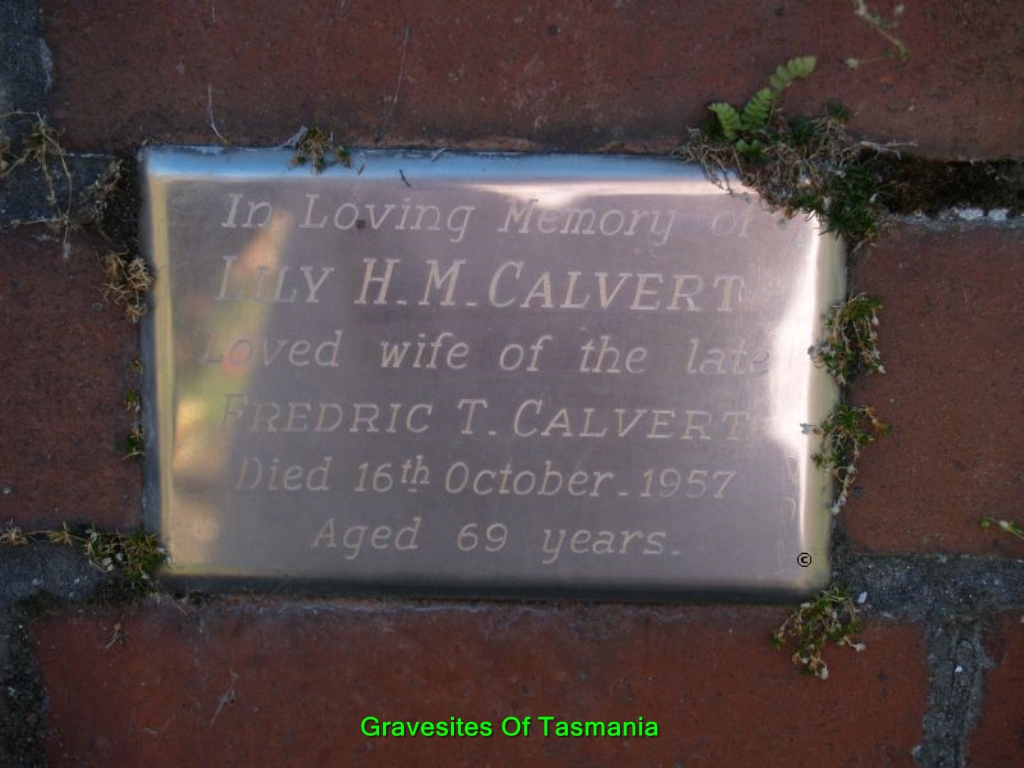 In Loving Memory of
LILY H.M. CALVERT
Loved wife of the late
FREDRIC T. CALVERT
Died 16th October. 1957
Aged 69 years.
©
Gravesites Of Tasmania